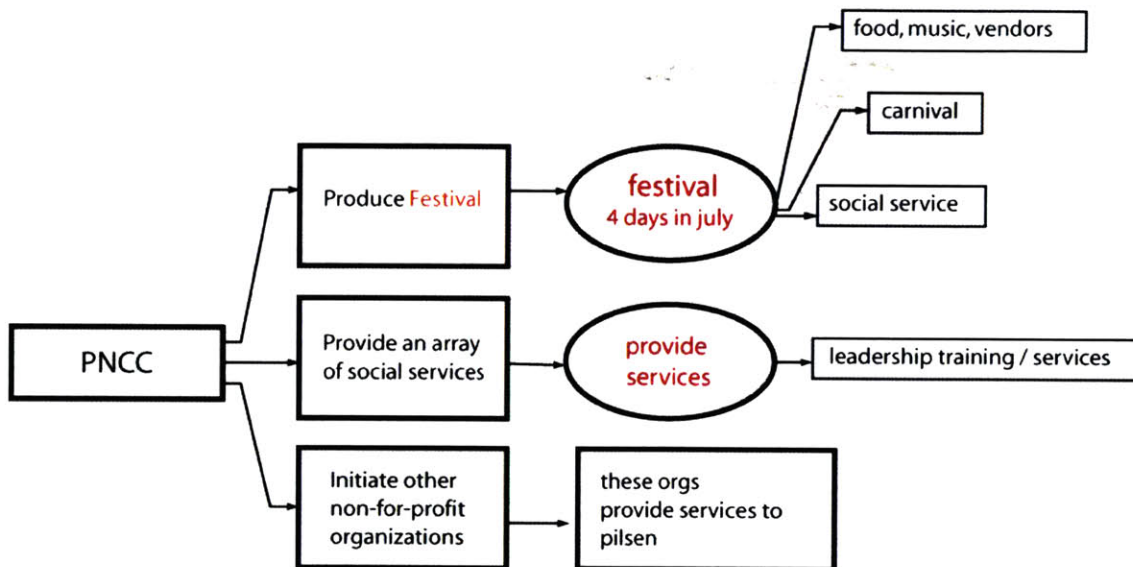 food, music, vendors
carnival
Produce Festival
festival
4 days in july
social service
PNCC
Provide an array
of social services
provide
services
leadership training / services
Initiate other
non-for-profit
organizations
these orgs
provide services to
pilsen